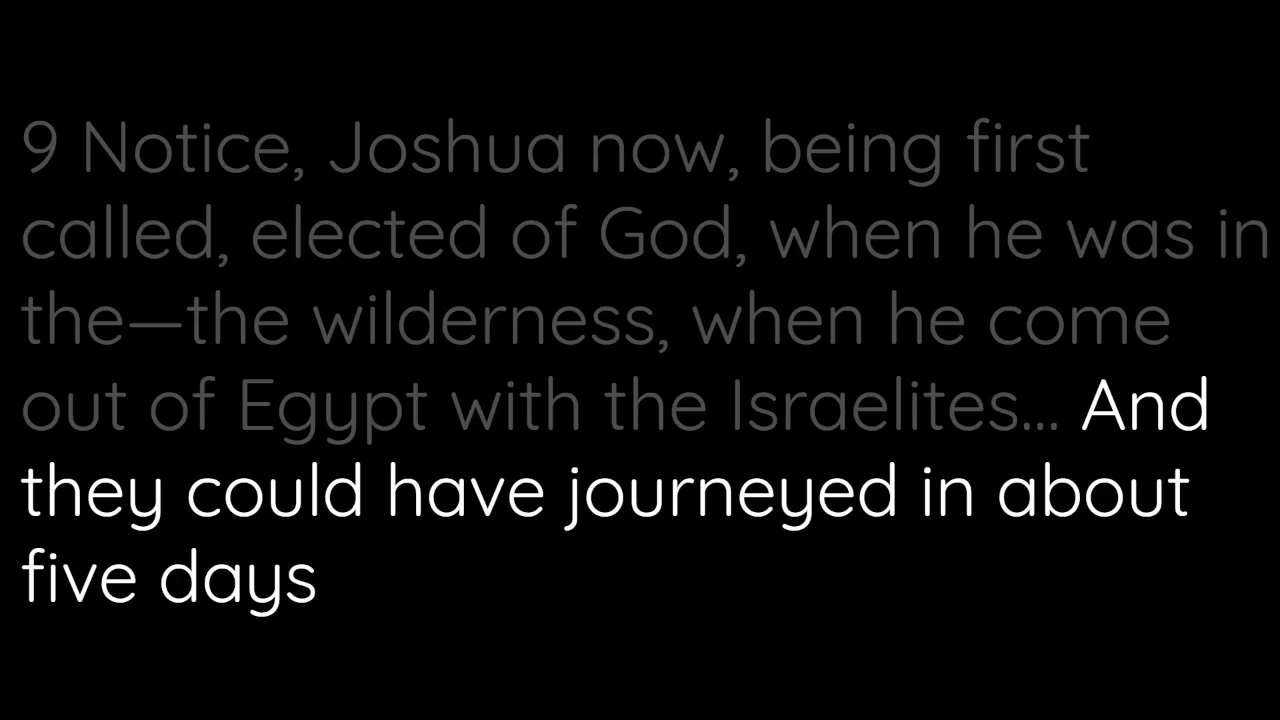 9 Notice, Joshua now, being first
called, elected of God, when he was in
the—the wilderness, when he come
out of Egypt with the Israelites... And
they could have journeyed in about
five days